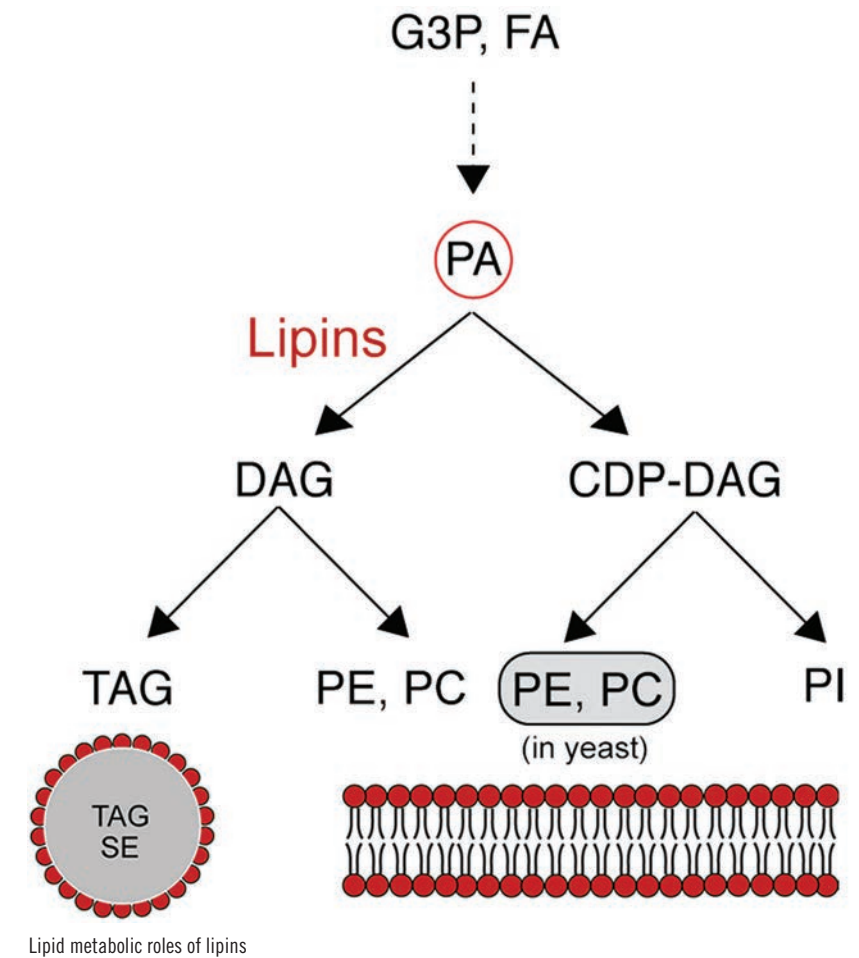 G3P, FA
PA
Lipins
DAG
CDP-DAG
TAG
PE, PC
PE, PC
PI
(in yeast)
TAG
SE
Lipid metabolic roles of lipins